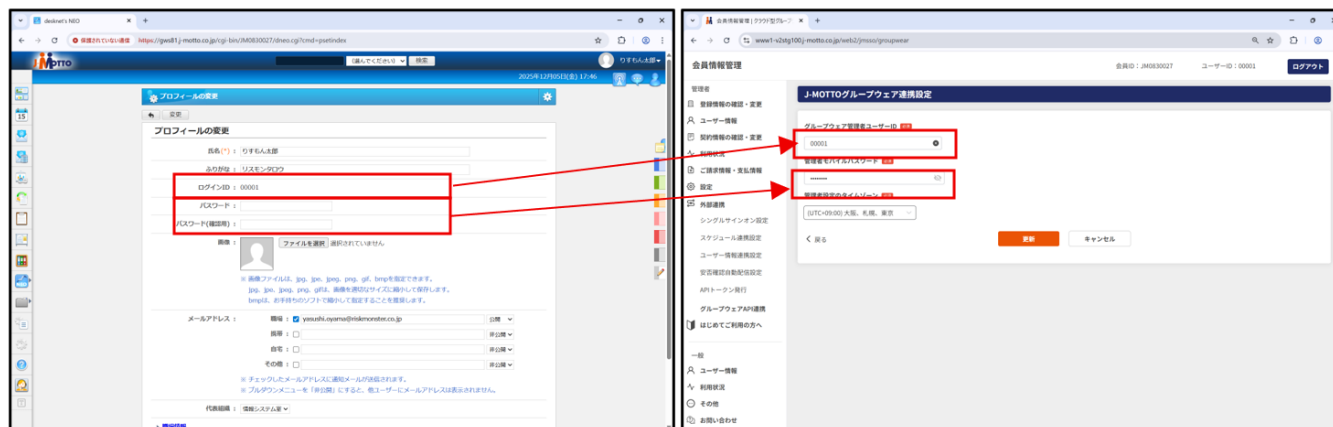 desknet's NEO
保護されていない通信 https://gws81.j-motto.co.jp/cgi-bin/JM0830027/dneo.cgi?cmd=psetindex
J MOTTO
(選んでください) 検索
りすもん太郎
2025年12月05日(金) 17:46
15
プロフィールの変更
変更
プロフィールの変更
氏名(*) : りすもん太郎
ふりがな : リスモンタロウ
ログインID : 00001
パスワード :
パスワード(確認用) :
画像 : ファイルを選択 選択されていません
※ 画像ファイルは、jpg、jpe、jpeg、png、gif、bmpを指定できます。
jpg、jpe、jpeg、png、gifは、画像を適切なサイズに縮小して保存します。
bmpは、お手持ちのソフトで縮小して指定することを推奨します。
メールアドレス : 職場 : yasushi.oyama@riskmonster.co.jp 公開
携帯 : 非公開
自宅 : 非公開
その他 : 非公開
※ チェックしたメールアドレスに通知メールが送信されます。
※ プルダウンメニューを「非公開」にすると、他ユーザーにメールアドレスは表示されません。
代表組織 : 情報システム室
職場情報
会員情報管理 | クラウド型グループ
www1-v2stg100.j-motto.co.jp/web2/jmsso/groupwear
会員情報管理
会員ID : JM0830027
ユーザーID : 00001
ログアウト
管理者
登録情報の確認・変更
ユーザー情報
契約情報の確認・変更
利用状況
ご請求情報・支払情報
設定
外部連携
シングルサインオン設定
スケジュール連携設定
ユーザー情報連携設定
安否確認自動配信設定
APIトークン発行
グループウェアAPI連携
はじめてご利用の方へ
一般
ユーザー情報
利用状況
その他
お問い合わせ
J-MOTTOグループウェア連携設定
グループウェア管理者ユーザーID 必須
00001
管理者モバイルパスワード 必須
••••••••
管理者設定のタイムゾーン 必須
(UTC+09:00) 大阪、札幌、東京
戻る
更新
キャンセル